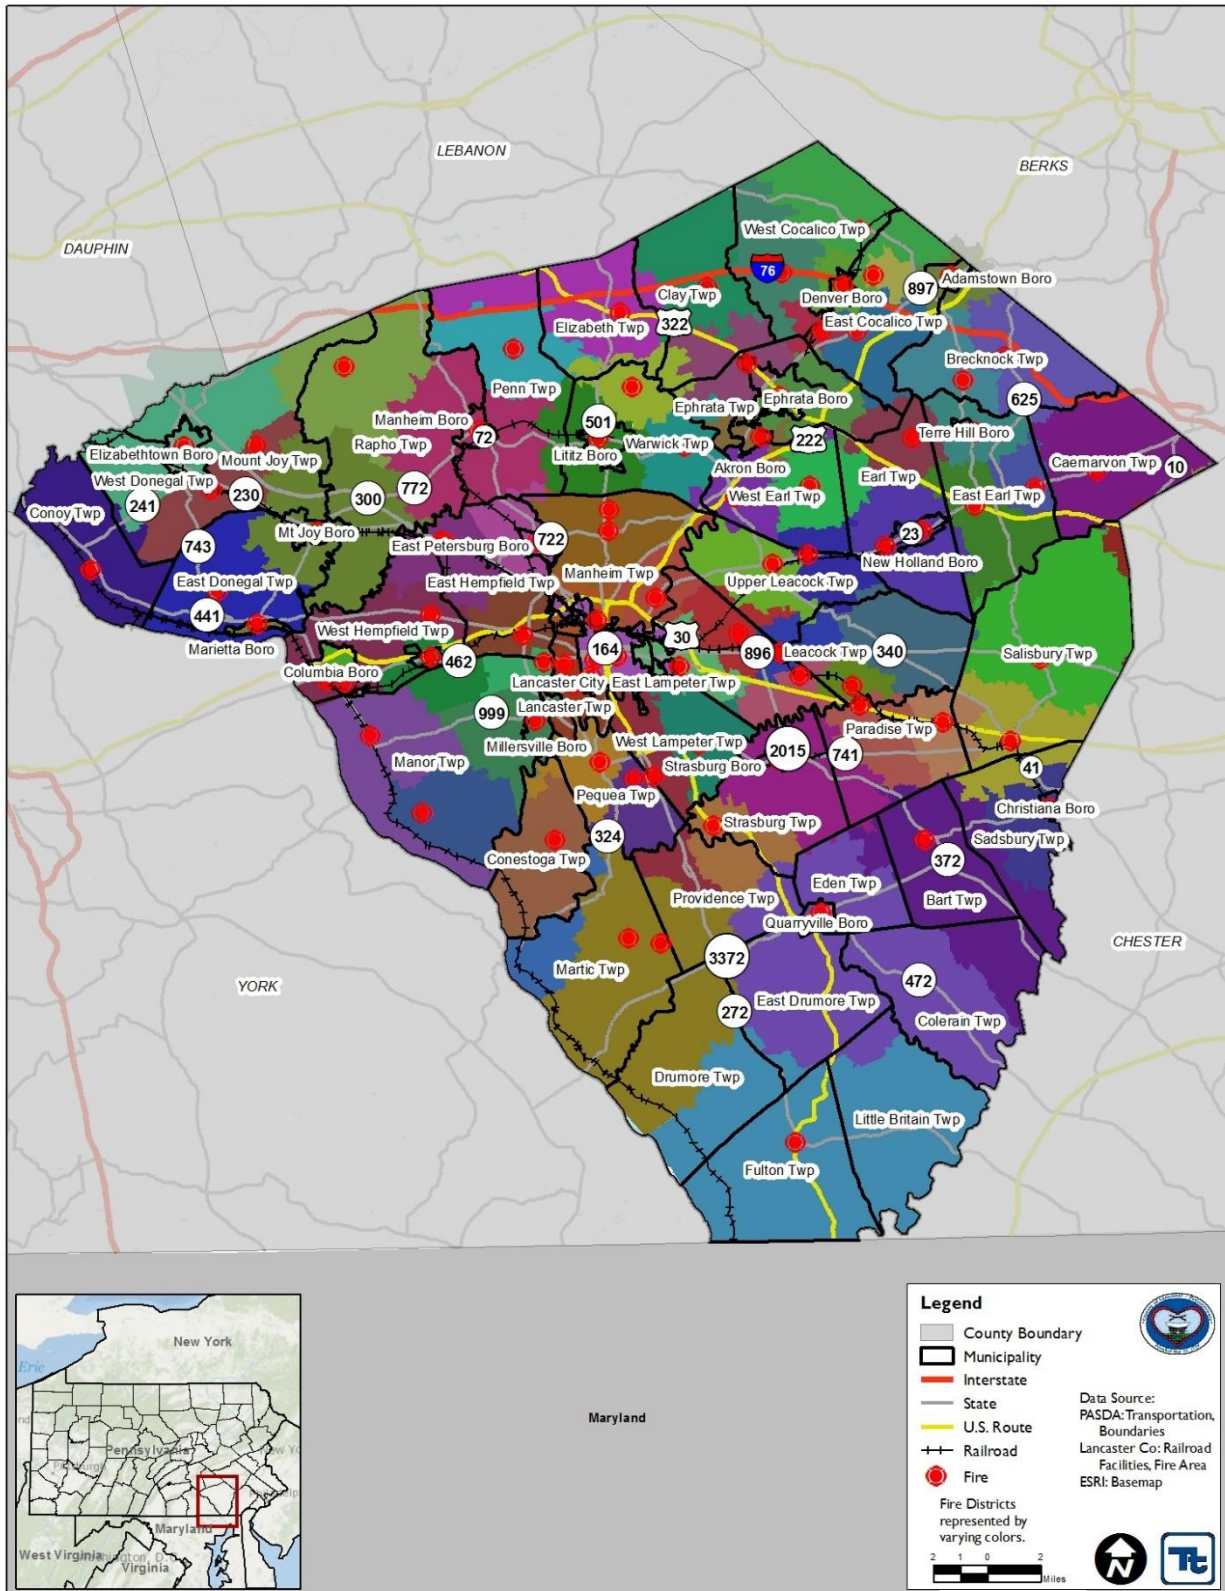 LEBANON
BERKS
DAUPHIN
West Cocalico Twp
76
Adamstown Boro
Clay Twp
Denver Boro
897
322
East Cocalico Twp
Elizabeth Twp
Brecknock Twp
Penn Twp
625
Ephrata Twp
Ephrata Boro
Manheim Boro
501
72
Rapho Twp
Warwick Twp
222
Terre Hill Boro
Elizabethtown Boro
Mount Joy Twp
Lititz Boro
Akron Boro
Caernarvon Twp
10
West Donegal Twp
772
West Earl Twp
Earl Twp
East Earl Twp
Conoy Twp
241
230
300
Mt Joy Boro
722
23
743
East Petersburg Boro
New Holland Boro
East Donegal Twp
East Hempfield Twp
Manheim Twp
Upper Leacock Twp
441
West Hempfield Twp
30
Marietta Boro
164
896
Leacock Twp
340
Salisbury Twp
462
Columbia Boro
Lancaster City
East Lampeter Twp
999
Lancaster Twp
Paradise Twp
Millersville Boro
West Lampeter Twp
2015
741
Manor Twp
Strasburg Boro
41
Pequea Twp
Christiana Boro
Strasburg Twp
324
Sadsbury Twp
Conestoga Twp
372
Eden Twp
Bart Twp
Providence Twp
Quarryville Boro
CHESTER
3372
Martic Twp
472
YORK
East Drumore Twp
272
Colerain Twp
Drumore Twp
Little Britain Twp
Fulton Twp
Maryland
New York
Erie
Pennsylvania
Maryland
West Virginia
Virginia
Legend
County Boundary
Municipality
Interstate
State
U.S. Route
Railroad
Fire
Fire Districts
represented by
varying colors.
2 1 0 2
Miles
Data Source:
PASDA: Transportation,
Boundaries
Lancaster Co: Railroad
Facilities, Fire Area
ESRI: Basemap
N
Tt